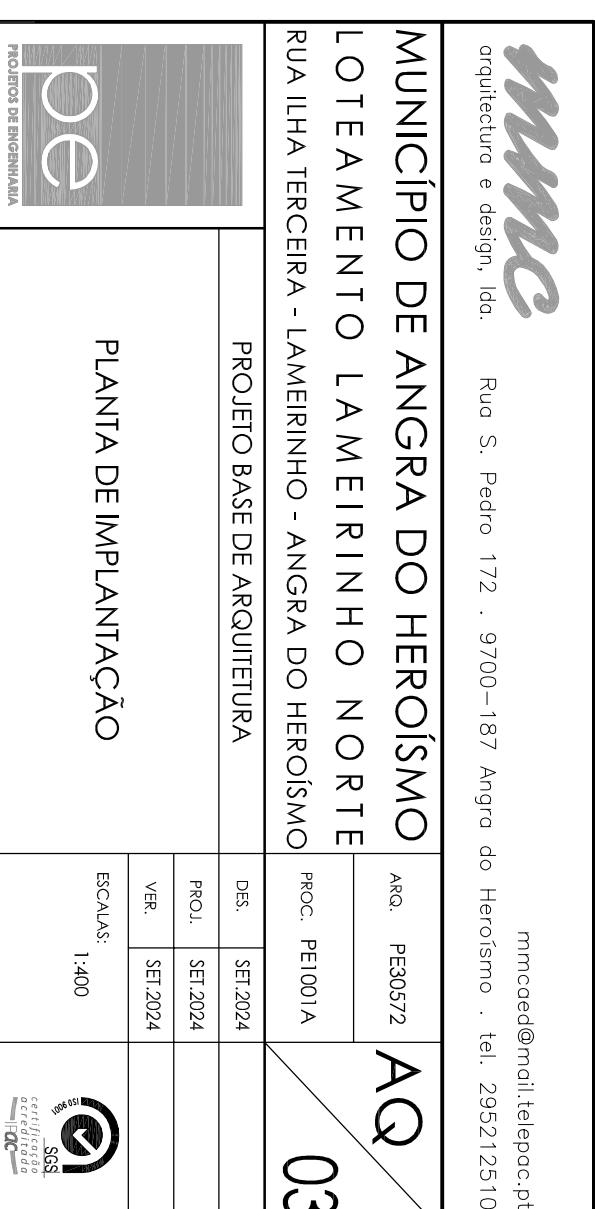 mmc
mmcaed@mail.telepac.pt
arquitectura e design, lda. Rua S. Pedro 172 . 9700-187 Angra do Heroísmo . tel. 295212510
MUNICÍPIO DE ANGRA DO HEROÍSMO
LOTEAMENTO LAMEIRINHO NORTE
RUA ILHA TERCEIRA - LAMEIRINHO - ANGRA DO HEROÍSMO
ARQ. PE30572
PROC. PE1001A
AQ
03
pe
PROJETOS DE ENGENHARIA
PROJETO BASE DE ARQUITETURA
PLANTA DE IMPLANTAÇÃO
DES. SET.2024
PROJ. SET.2024
VER. SET.2024
ESCALAS:
1:400
ISO 9001
SGS
certificação
acreditada
ipac